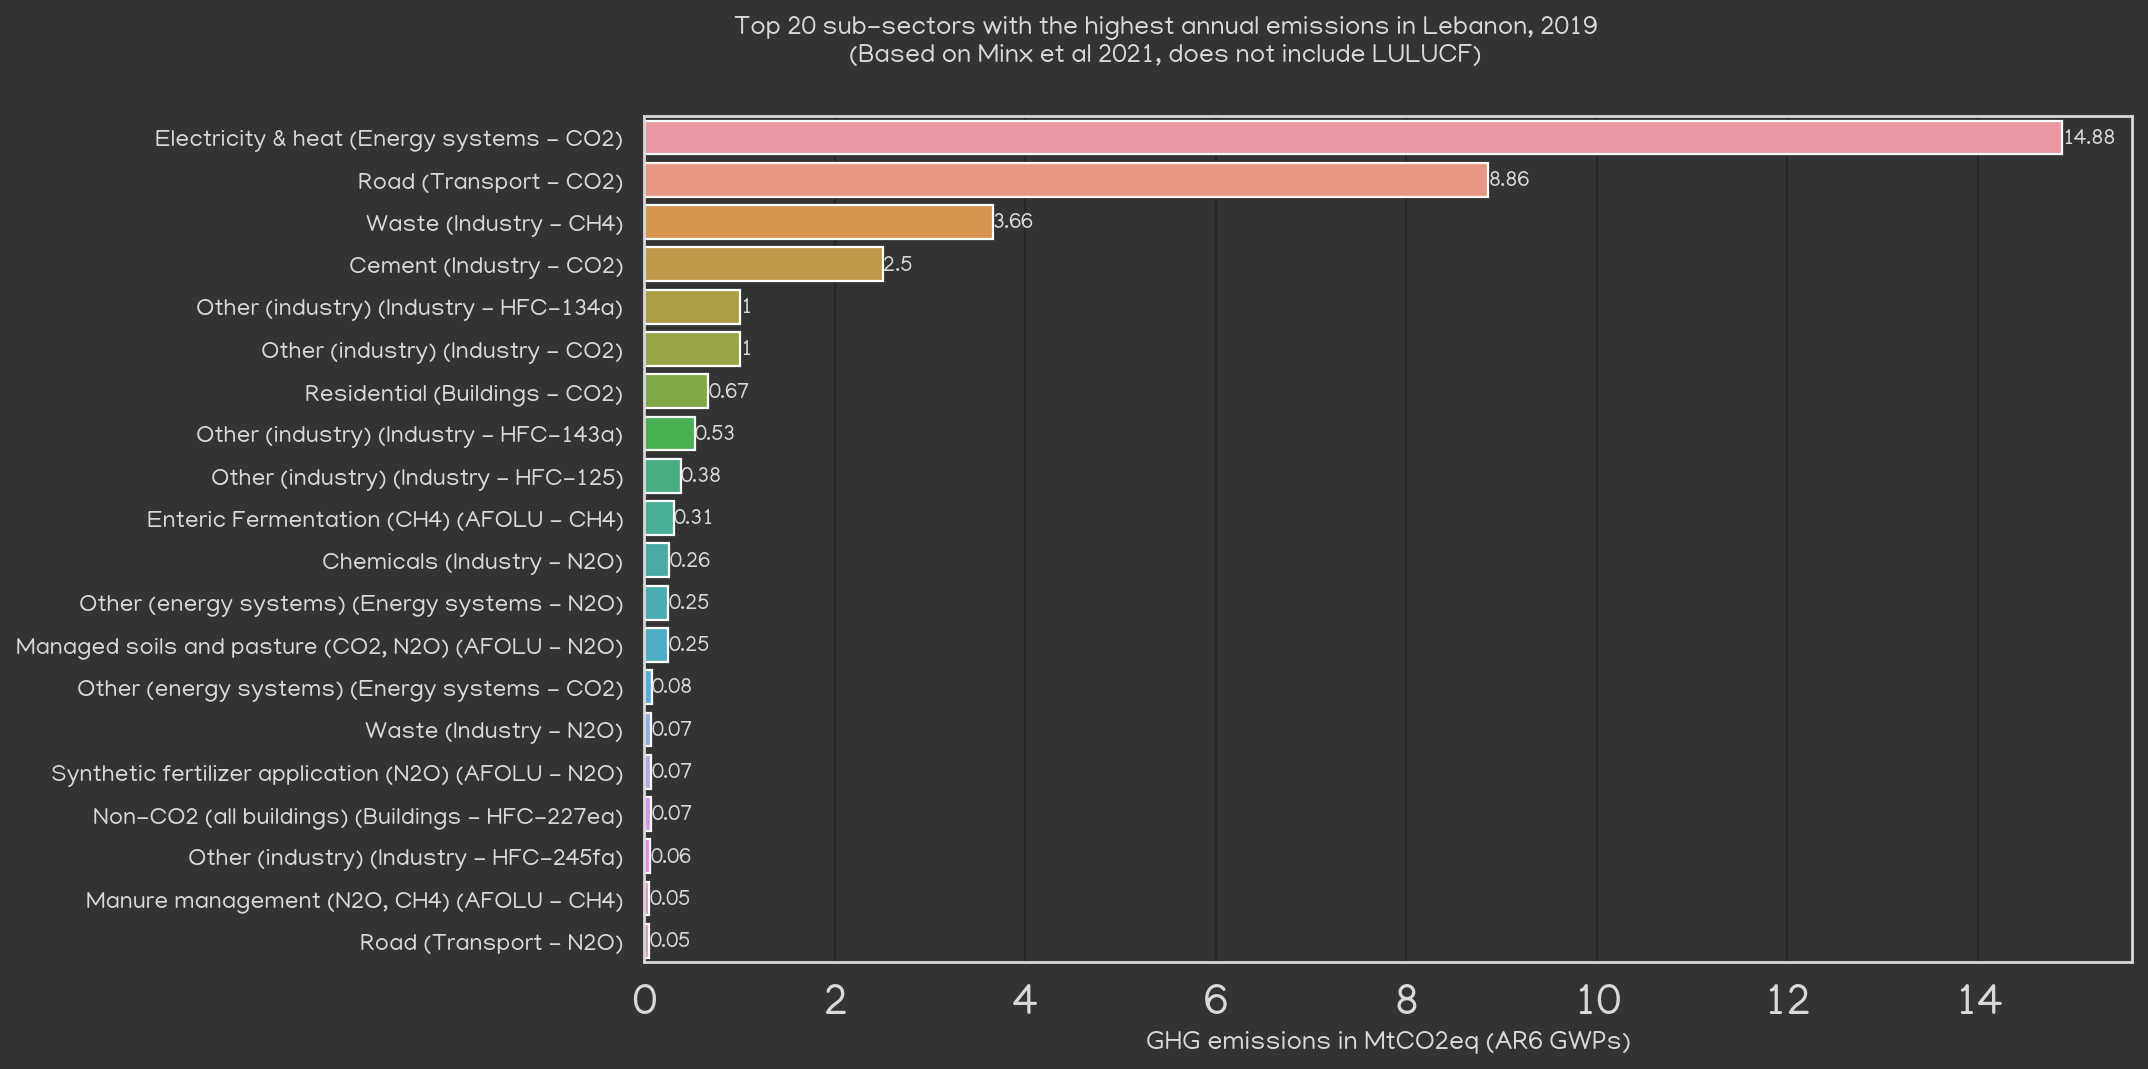 Top 20 sub-sectors with the highest annual emissions in Lebanon, 2019
(Based on Minx et al 2021, does not include LULUCF)
Electricity & heat (Energy systems - CO2) 14.88
Road (Transport - CO2) 8.86
Waste (Industry - CH4) 3.66
Cement (Industry - CO2) 2.5
Other (industry) (Industry - HFC-134a) 1
Other (industry) (Industry - CO2) 1
Residential (Buildings - CO2) 0.67
Other (industry) (Industry - HFC-143a) 0.53
Other (industry) (Industry - HFC-125) 0.38
Enteric Fermentation (CH4) (AFOLU - CH4) 0.31
Chemicals (Industry - N2O) 0.26
Other (energy systems) (Energy systems - N2O) 0.25
Managed soils and pasture (CO2, N2O) (AFOLU - N2O) 0.25
Other (energy systems) (Energy systems - CO2) 0.08
Waste (Industry - N2O) 0.07
Synthetic fertilizer application (N2O) (AFOLU - N2O) 0.07
Non-CO2 (all buildings) (Buildings - HFC-227ea) 0.07
Other (industry) (Industry - HFC-245fa) 0.06
Manure management (N2O, CH4) (AFOLU - CH4) 0.05
Road (Transport - N2O) 0.05
0 2 4 6 8 10 12 14
GHG emissions in MtCO2eq (AR6 GWPs)